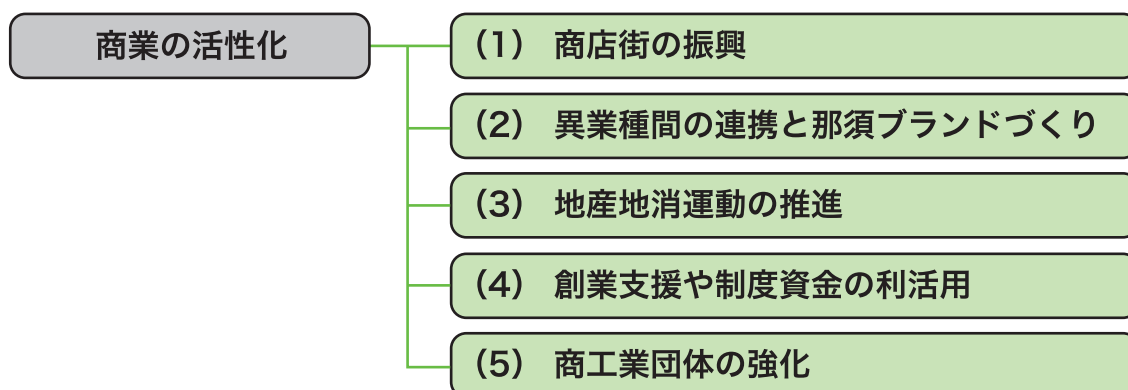 商業の活性化
（1） 商店街の振興
（2） 異業種間の連携と那須ブランドづくり
（3） 地産地消運動の推進
（4） 創業支援や制度資金の利活用
（5） 商工業団体の強化